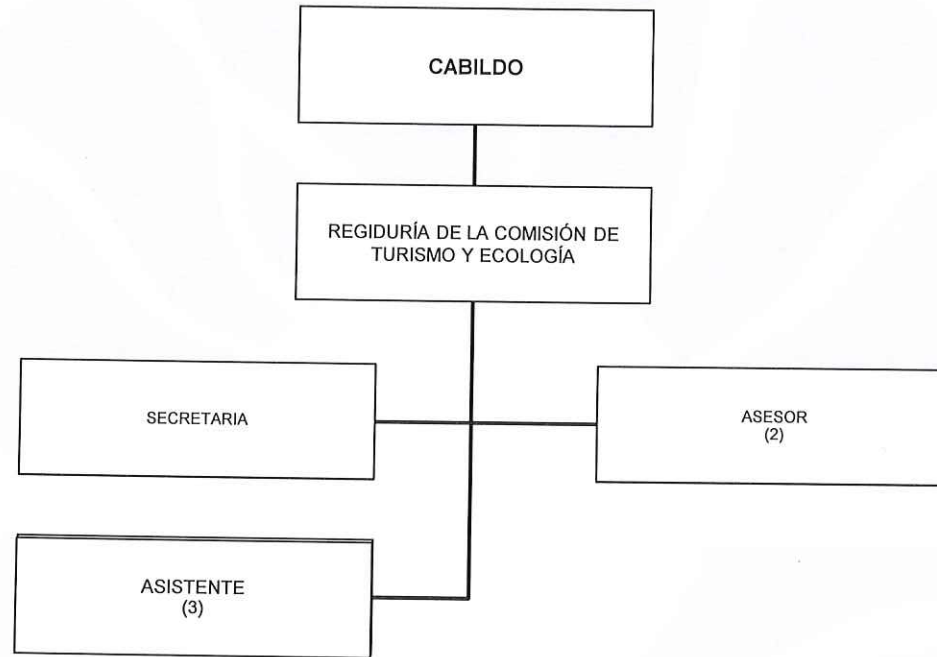 CABILDO
REGIDURÍA DE LA COMISIÓN DE
TURISMO Y ECOLOGÍA
SECRETARIA
ASESOR
(2)
ASISTENTE
(3)